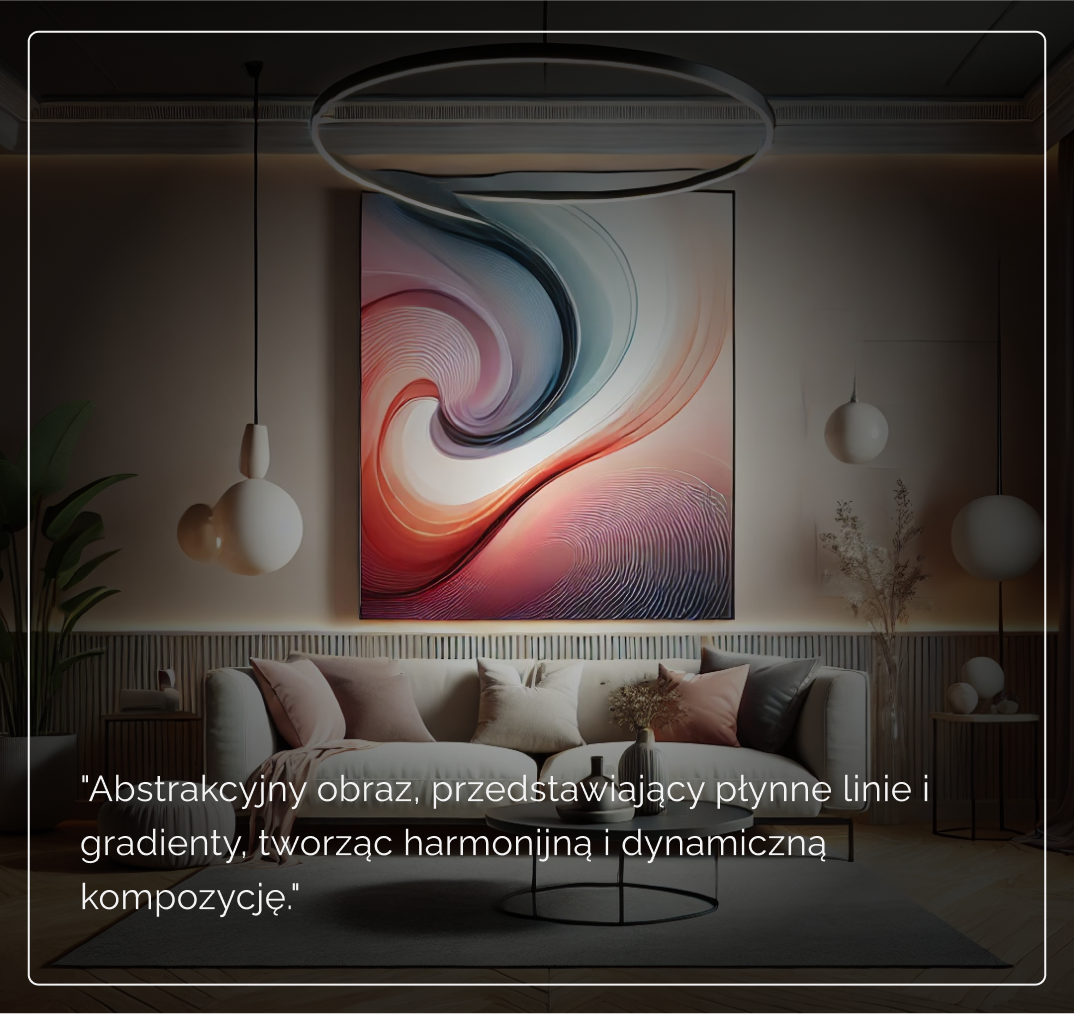 "Abstrakcyjny obraz, przedstawiający płynne linie i
gradienty, tworząc harmonijną i dynamiczną
kompozycję."